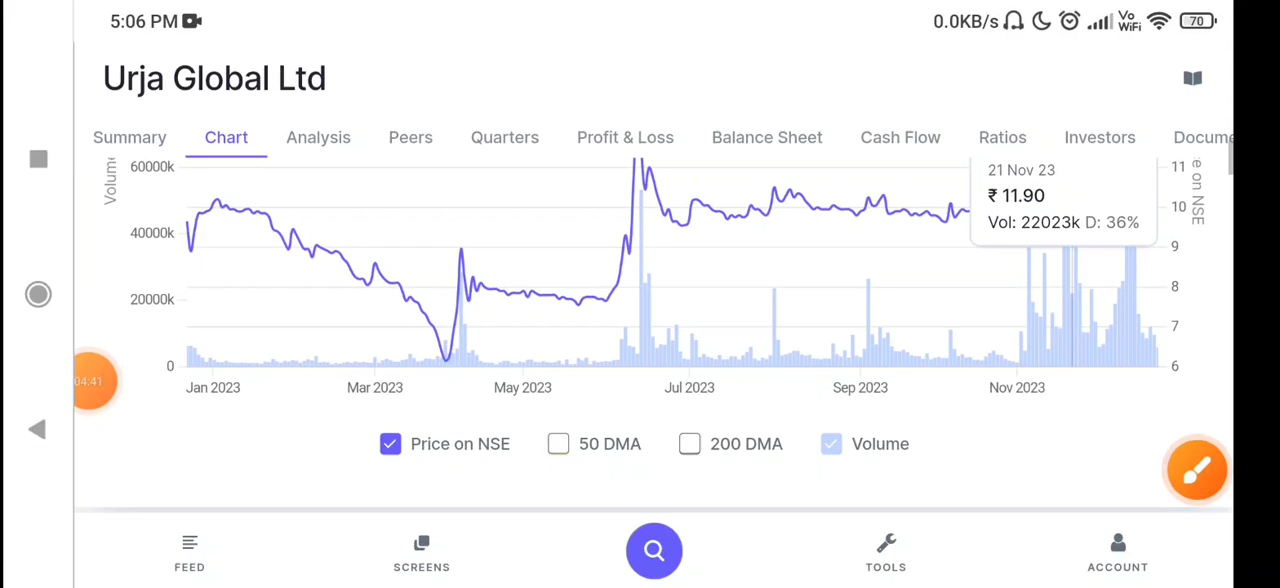 5:06 PM
0.0KB/s Vo WiFi 70
Urja Global Ltd
Summary Chart Analysis Peers Quarters Profit & Loss Balance Sheet Cash Flow Ratios Investors Docume
Volume
60000k
40000k
20000k
0
21 Nov 23
₹ 11.90
Vol: 22023k D: 36%
11
10
9
8
7
6
e on NSE
Jan 2023 Mar 2023 May 2023 Jul 2023 Sep 2023 Nov 2023
04:41
Price on NSE 50 DMA 200 DMA Volume
FEED SCREENS TOOLS ACCOUNT